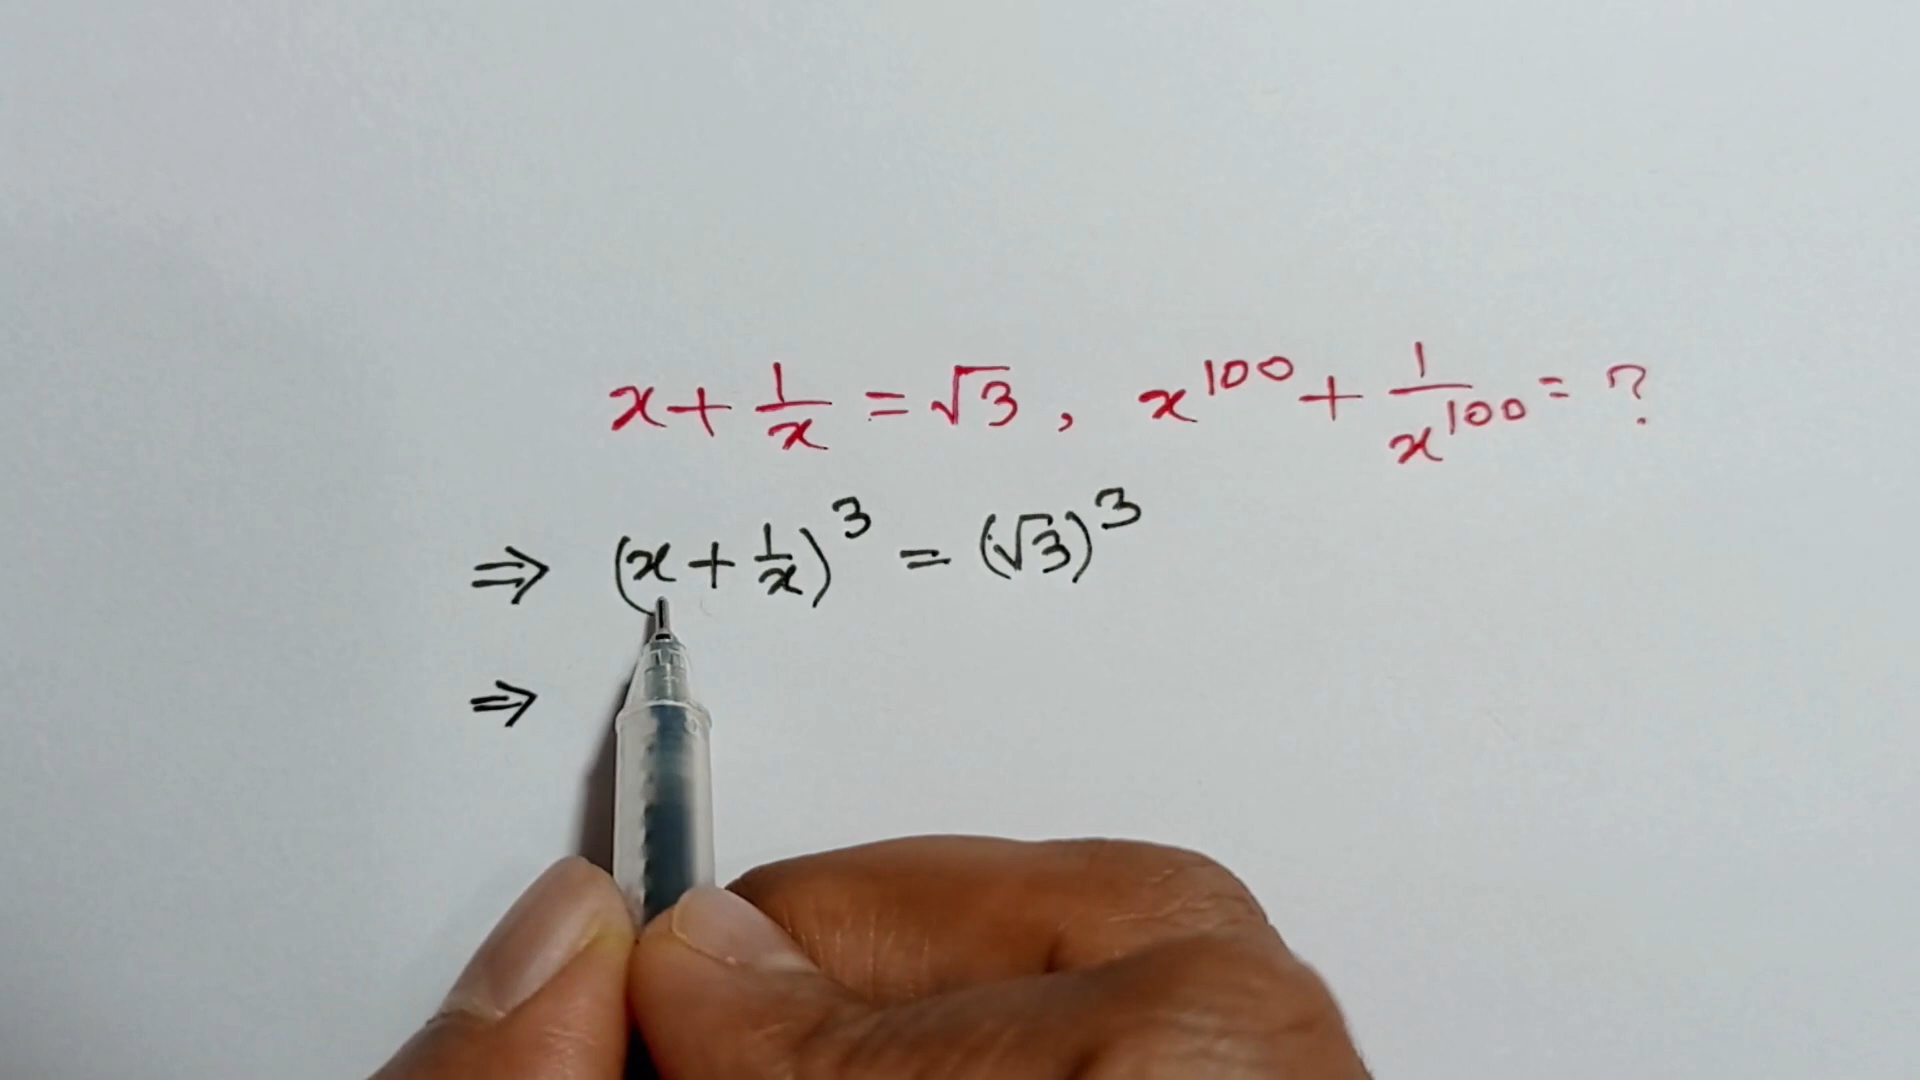 x + 1/x = √3 , x^100 + 1/x^100 = ?
⇒ (x + 1/x)^3 = (√3)^3
⇒